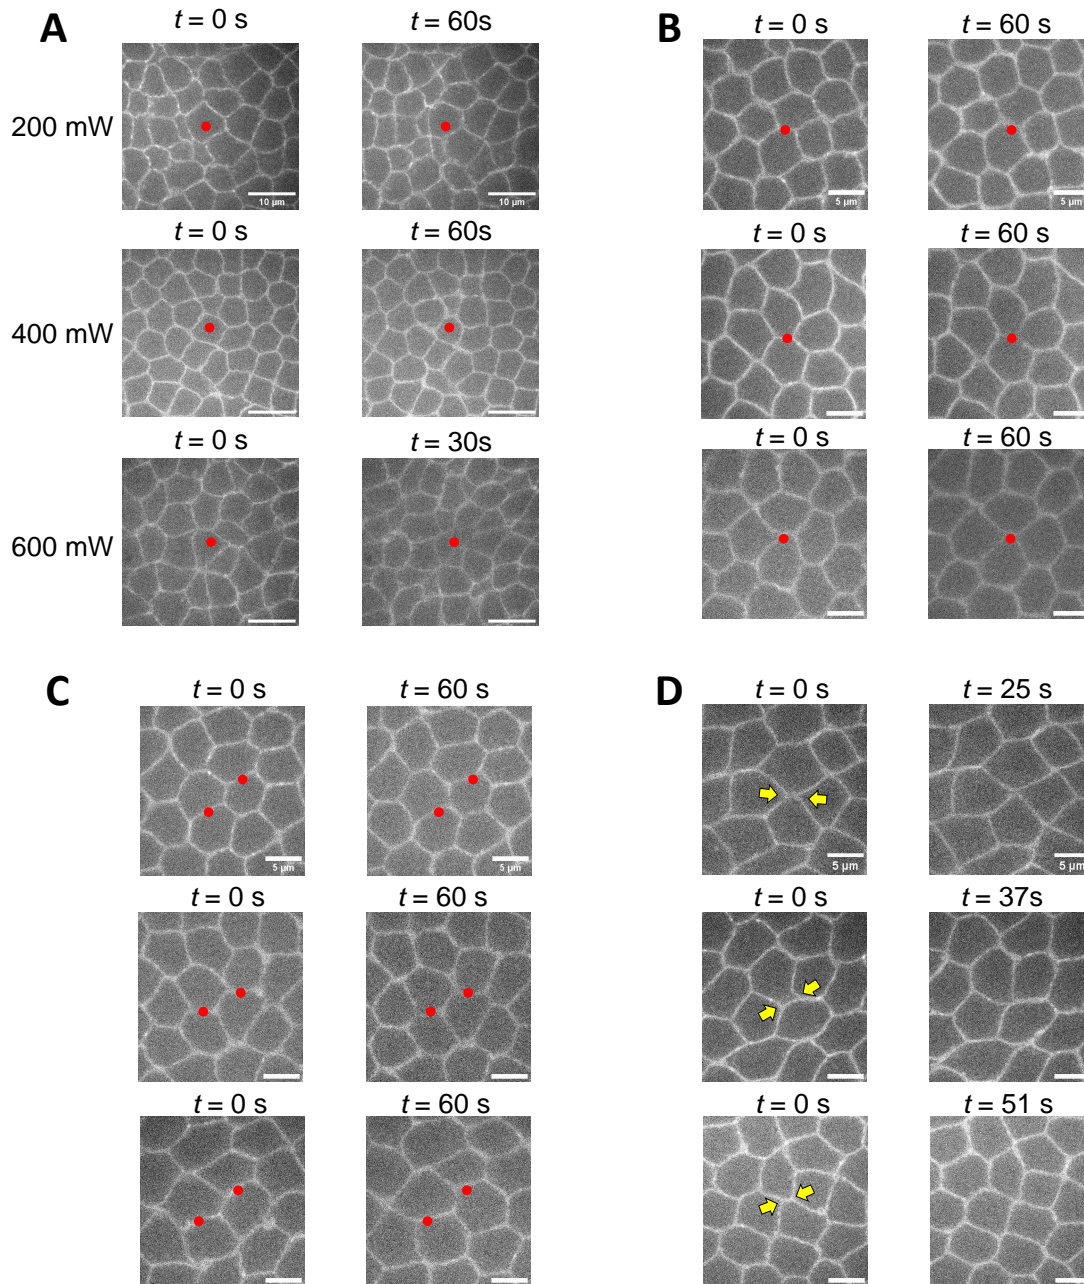 A
t = 0 s
t = 60s
200 mW
10 µm
10 µm
t = 0 s
t = 60s
400 mW
t = 0 s
t = 30s
600 mW
B
t = 0 s
t = 60 s
5 µm
5 µm
t = 0 s
t = 60 s
t = 0 s
t = 60 s
C
t = 0 s
t = 60 s
5 µm
t = 0 s
t = 60 s
t = 0 s
t = 60 s
D
t = 0 s
t = 25 s
5 µm
5 µm
t = 0 s
t = 37s
t = 0 s
t = 51 s